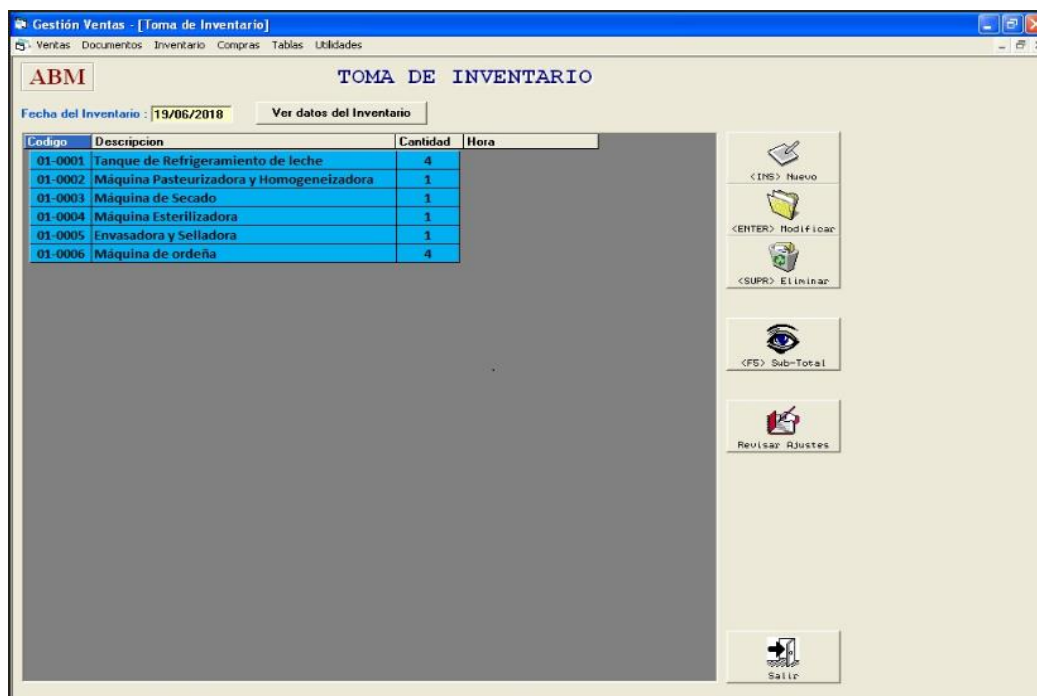 Gestión Ventas - [Toma de Inventario]
Ventas Documentos Inventario Compras Tablas Utilidades
ABM TOMA DE INVENTARIO
Fecha del Inventario : 19/06/2018 Ver datos del Inventario
Codigo Descripcion Cantidad Hora
01-0001 Tanque de Refrigeramiento de leche 4
01-0002 Máquina Pasteurizadora y Homogeneizadora 1
01-0003 Máquina de Secado 1
01-0004 Máquina Esterilizadora 1
01-0005 Envasadora y Selladora 1
01-0006 Máquina de ordeña 4
<INS> Nuevo
<ENTER> Modificar
<SUPR> Eliminar
<F5> Sub-Total
Revisar Ajustes
Salir